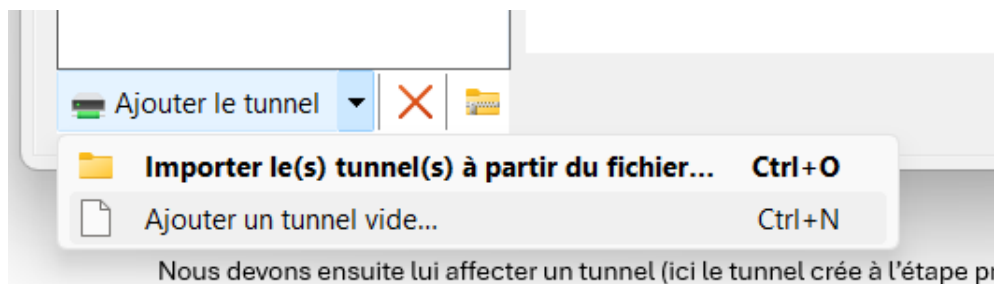 Ajouter le tunnel
Importer le(s) tunnel(s) à partir du fichier... Ctrl+O
Ajouter un tunnel vide... Ctrl+N
Nous devons ensuite lui affecter un tunnel (ici le tunnel crée à l'étape